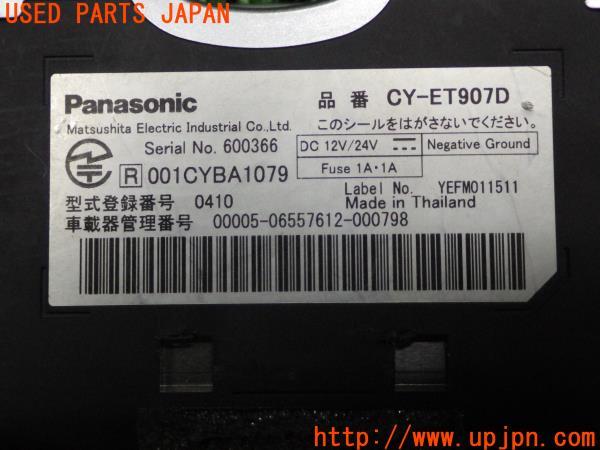 USED PARTS JAPAN
Panasonic
品番 CY-ET907D
Matsushita Electric Industrial Co.,Ltd.
このシールをはがさないでください
Serial No. 600366
DC 12V/24V
Negative Ground
Fuse 1A・1A
R 001CYBA1079
Label No. YEFM011511
型式登録番号 0410
Made in Thailand
車載器管理番号 00005-06557612-000798
UPJ
http://www.upjpn.com